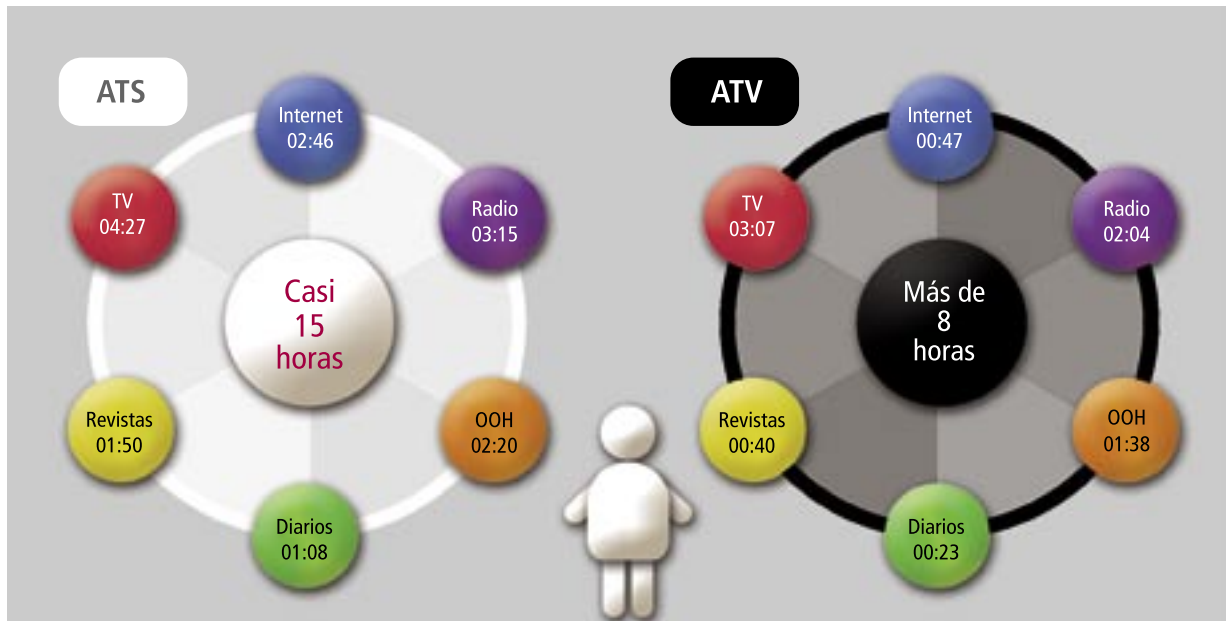 ATS
Internet
02:46
TV
04:27
Radio
03:15
Casi
15
horas
Revistas
01:50
OOH
02:20
Diarios
01:08
ATV
Internet
00:47
TV
03:07
Radio
02:04
Más de
8
horas
Revistas
00:40
OOH
01:38
Diarios
00:23